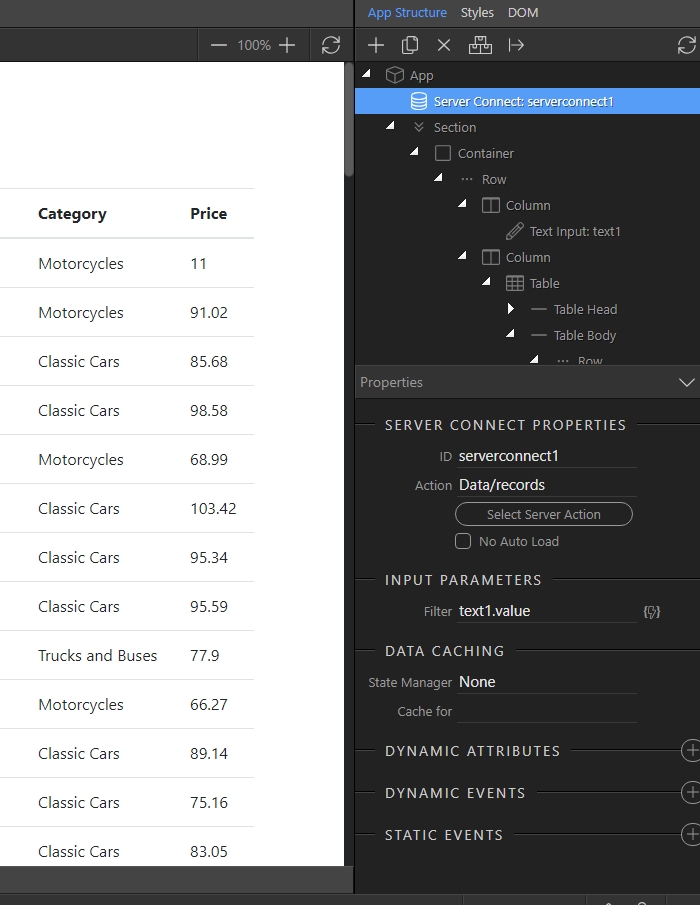 App Structure Styles DOM
100%
App
Server Connect: serverconnect1
Section
Container
Row
Column
Text Input: text1
Column
Table
Table Head
Table Body
Row
Category Price
Motorcycles 11
Motorcycles 91.02
Classic Cars 85.68
Classic Cars 98.58
Motorcycles 68.99
Classic Cars 103.42
Classic Cars 95.34
Classic Cars 95.59
Trucks and Buses 77.9
Motorcycles 66.27
Classic Cars 89.14
Classic Cars 75.16
Classic Cars 83.05
Properties
SERVER CONNECT PROPERTIES
ID serverconnect1
Action Data/records
Select Server Action
No Auto Load
INPUT PARAMETERS
Filter text1.value
DATA CACHING
State Manager None
Cache for
DYNAMIC ATTRIBUTES
DYNAMIC EVENTS
STATIC EVENTS